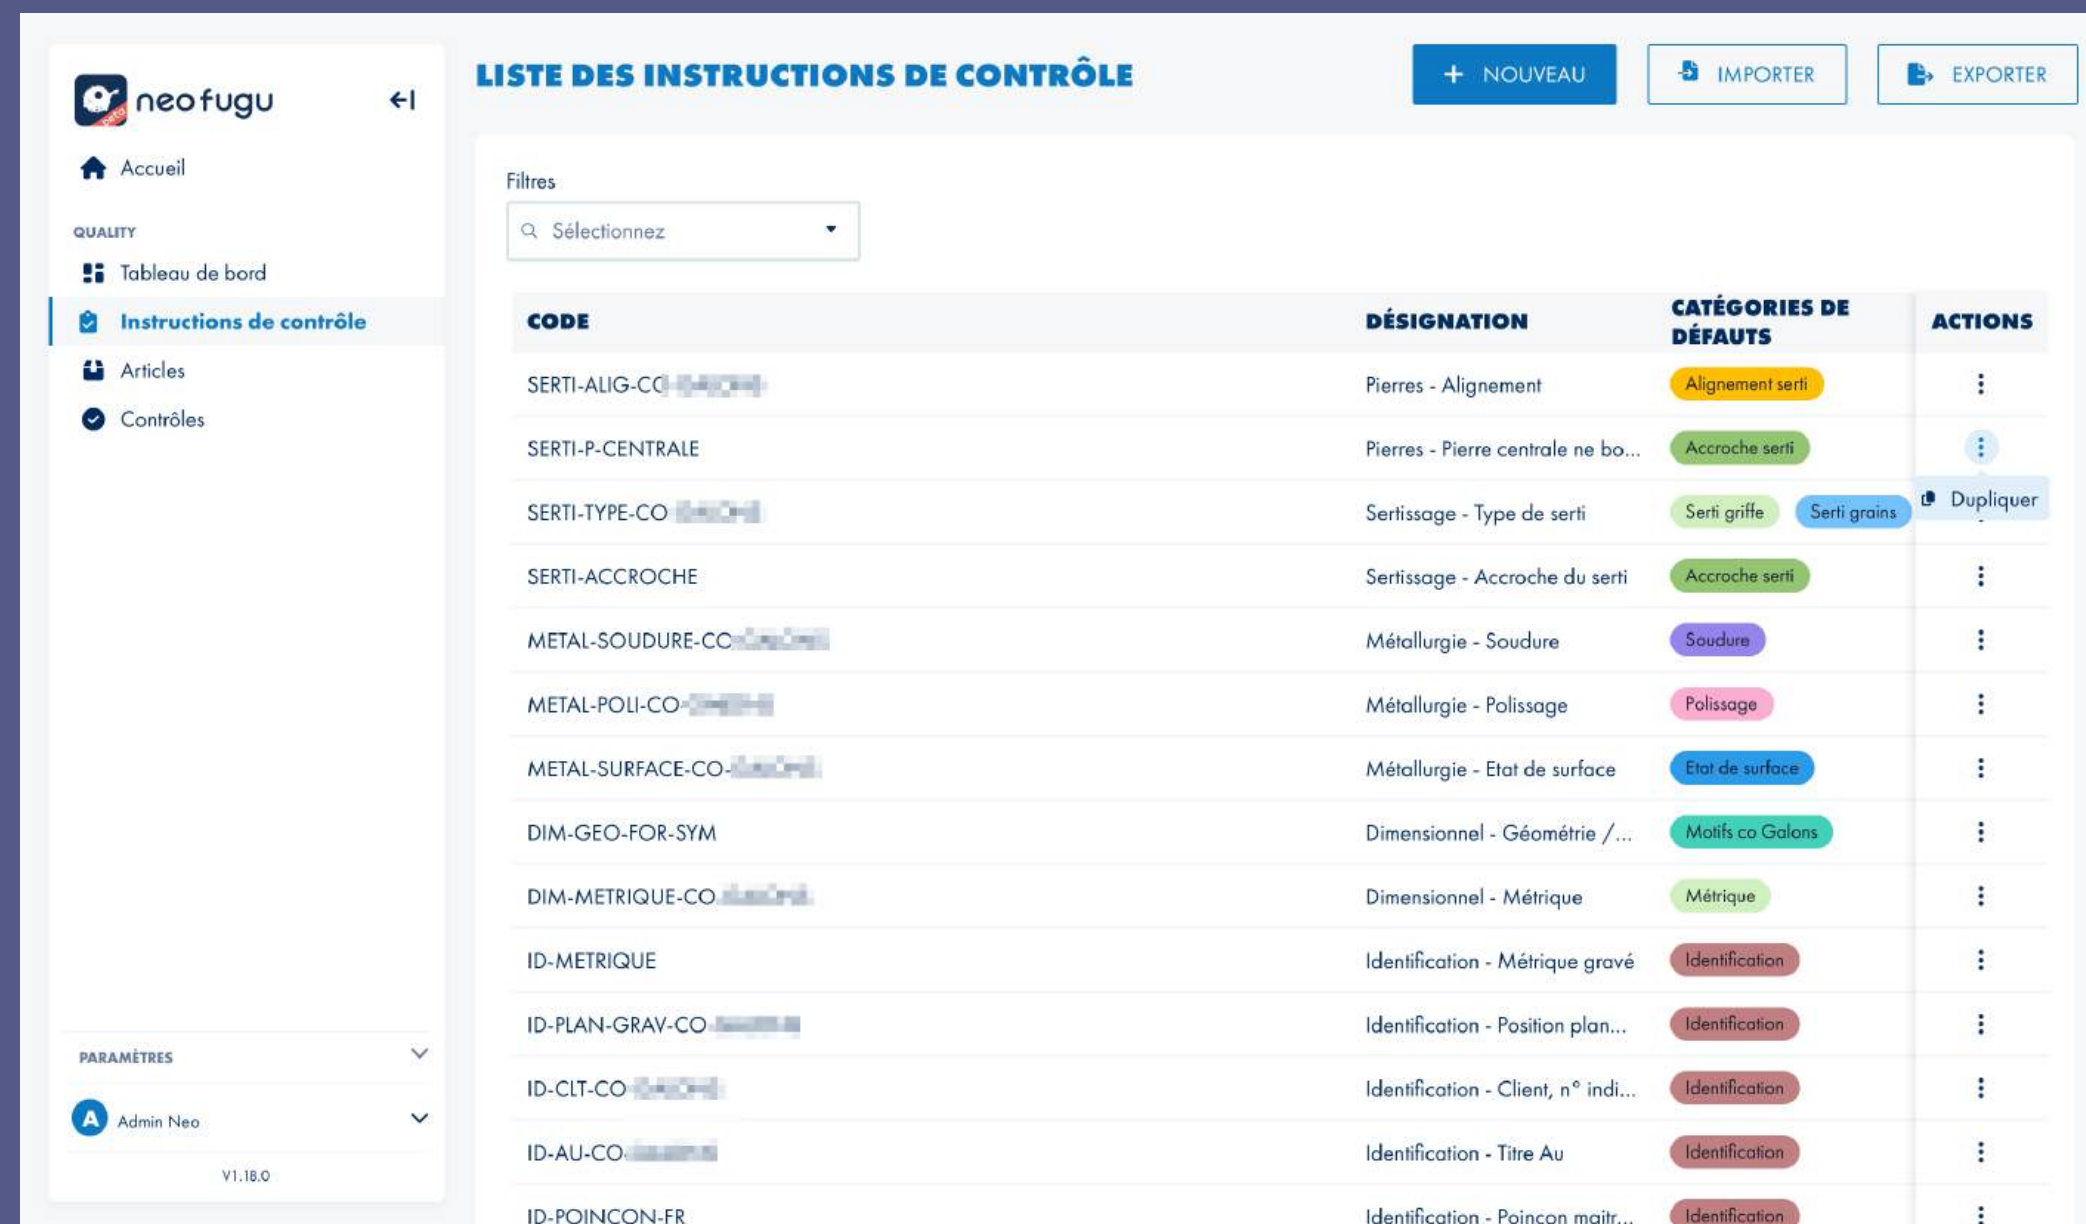 neofugu
beta
Accueil
QUALITY
Tableau de bord
Instructions de contrôle
Articles
Contrôles
PARAMÈTRES
A Admin Neo
V1.18.0
LISTE DES INSTRUCTIONS DE CONTRÔLE
+ NOUVEAU
IMPORTER
EXPORTER
Filtres
Sélectionnez
CODE DÉSIGNATION CATÉGORIES DE DÉFAUTS ACTIONS
SERTI-ALIG-CO Pierres - Alignement Alignement serti
SERTI-P-CENTRALE Pierres - Pierre centrale ne bo... Accroche serti
Dupliquer
SERTI-TYPE-CO Sertissage - Type de serti Serti griffe Serti grains
SERTI-ACCROCHE Sertissage - Accroche du serti Accroche serti
METAL-SOUDURE-CO Métallurgie - Soudure Soudure
METAL-POLI-CO- Métallurgie - Polissage Polissage
METAL-SURFACE-CO- Métallurgie - Etat de surface Etat de surface
DIM-GEO-FOR-SYM Dimensionnel - Géométrie /... Motifs co Galons
DIM-METRIQUE-CO Dimensionnel - Métrique Métrique
ID-METRIQUE Identification - Métrique gravé Identification
ID-PLAN-GRAV-CO Identification - Position plan... Identification
ID-CLT-CO Identification - Client, n° indi... Identification
ID-AU-CO Identification - Titre Au Identification
ID-POINCON-FR Identification - Poincon maitr... Identification